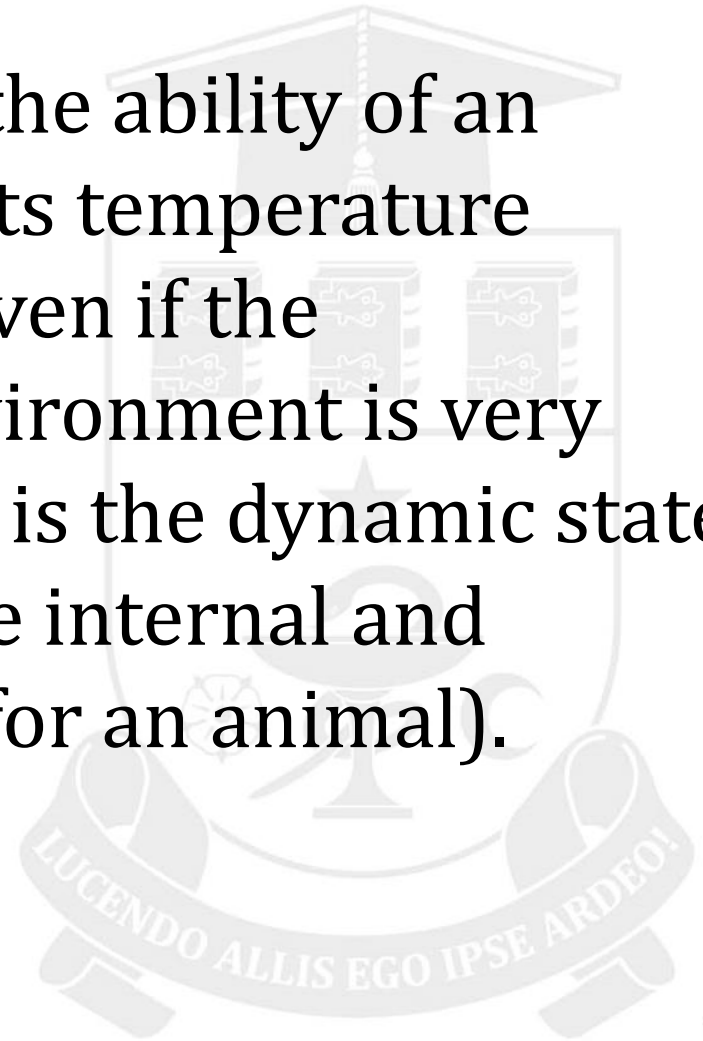 the ability of an
ts temperature
ven if the
ironment is very
is the dynamic state
e internal and
for an animal).
LUCENDO ALLIS EGO IPSE ARDEO!